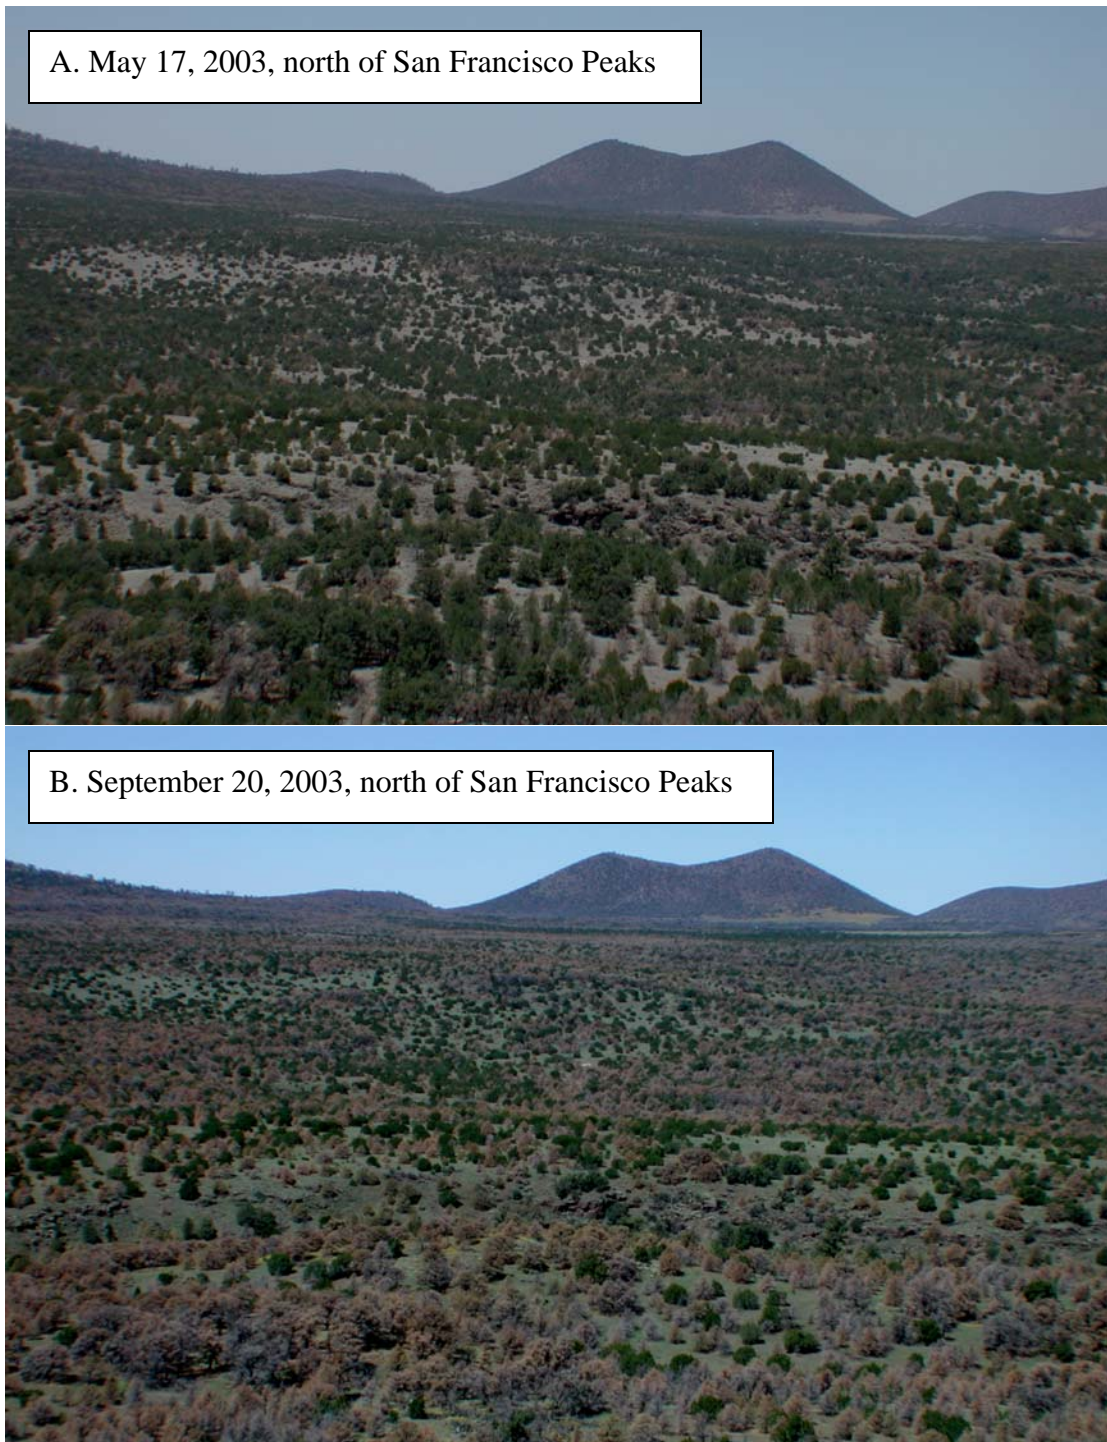 A. May 17, 2003, north of San Francisco Peaks
B. September 20, 2003, north of San Francisco Peaks